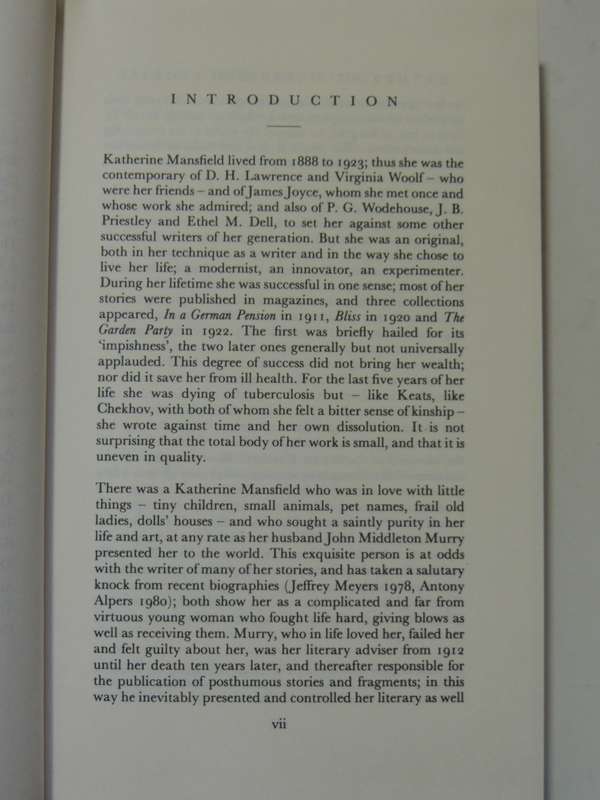 INTRODUCTION
Katherine Mansfield lived from 1888 to 1923; thus she was the
contemporary of D. H. Lawrence and Virginia Woolf – who
were her friends – and of James Joyce, whom she met once and
whose work she admired; and also of P. G. Wodehouse, J. B.
Priestley and Ethel M. Dell, to set her against some other
successful writers of her generation. But she was an original,
both in her technique as a writer and in the way she chose to
live her life; a modernist, an innovator, an experimenter.
During her lifetime she was successful in one sense; most of her
stories were published in magazines, and three collections
appeared, In a German Pension in 1911, Bliss in 1920 and The
Garden Party in 1922. The first was briefly hailed for its
‘impishness’, the two later ones generally but not universally
applauded. This degree of success did not bring her wealth;
nor did it save her from ill health. For the last five years of her
life she was dying of tuberculosis but – like Keats, like
Chekhov, with both of whom she felt a bitter sense of kinship –
she wrote against time and her own dissolution. It is not
surprising that the total body of her work is small, and that it is
uneven in quality.
There was a Katherine Mansfield who was in love with little
things – tiny children, small animals, pet names, frail old
ladies, dolls’ houses – and who sought a saintly purity in her
life and art, at any rate as her husband John Middleton Murry
presented her to the world. This exquisite person is at odds
with the writer of many of her stories, and has taken a salutary
knock from recent biographies (Jeffrey Meyers 1978, Antony
Alpers 1980); both show her as a complicated and far from
virtuous young woman who fought life hard, giving blows as
well as receiving them. Murry, who in life loved her, failed her
and felt guilty about her, was her literary adviser from 1912
until her death ten years later, and thereafter responsible for
the publication of posthumous stories and fragments; in this
way he inevitably presented and controlled her literary as well
vii